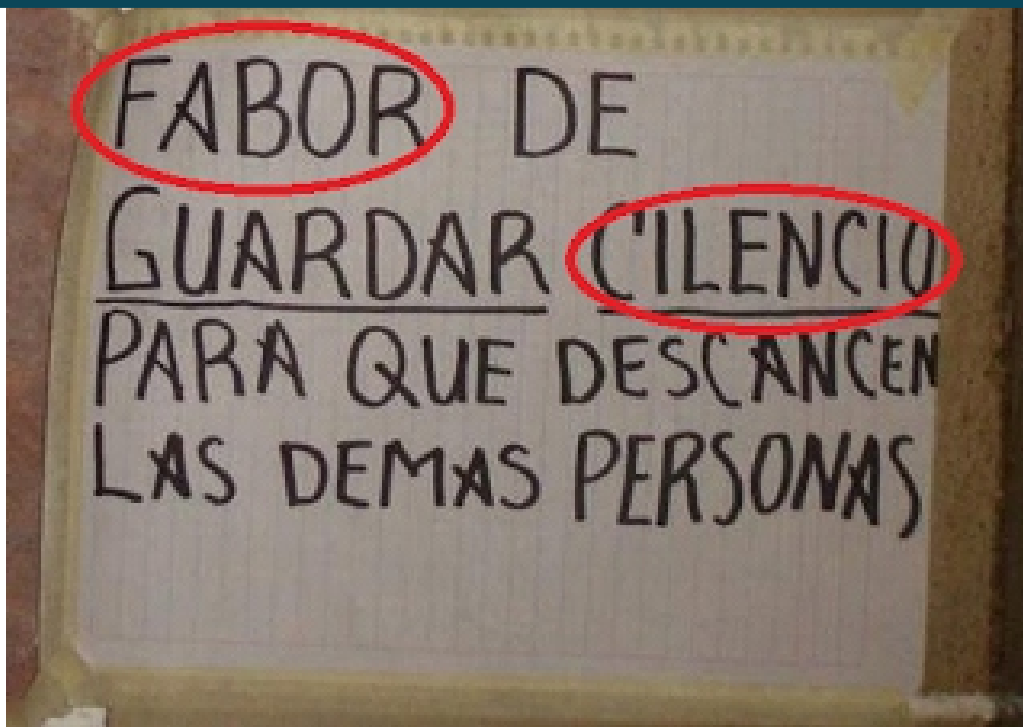 FABOR DE
GUARDAR CILENCIO
PARA QUE DESCANCEN
LAS DEMAS PERSONAS